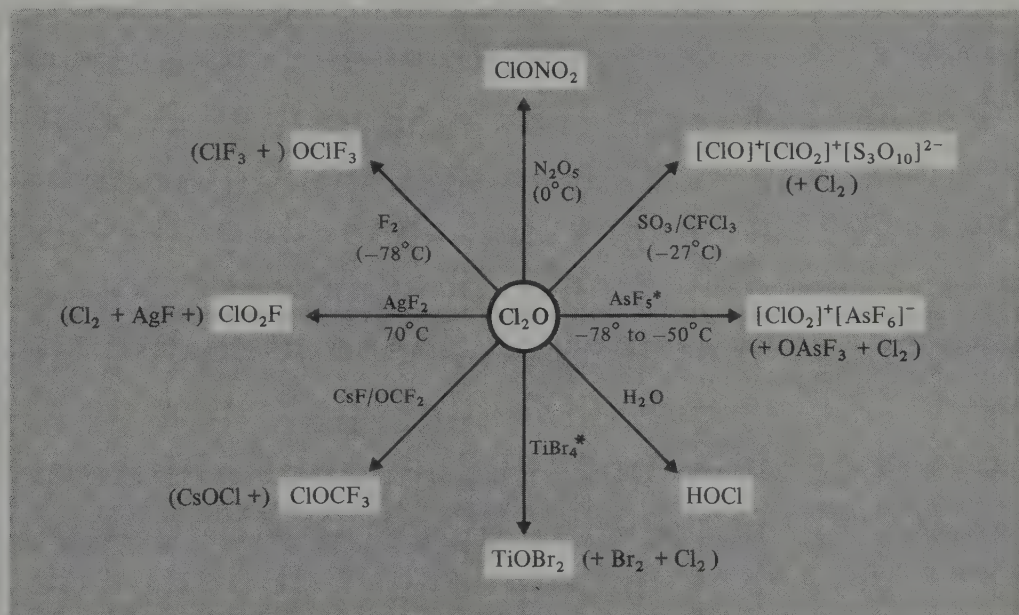 ClONO₂
(ClF₃ + ) OClF₃
[ClO]⁺[ClO₂]⁺[S₃O₁₀]²⁻
(+ Cl₂)
N₂O₅
(0°C)
F₂
(−78°C)
SO₃/CFCl₃
(−27°C)
(Cl₂ + AgF +) ClO₂F
AgF₂
70°C
Cl₂O
AsF₅*
−78° to −50°C
[ClO₂]⁺[AsF₆]⁻
(+ OAsF₃ + Cl₂)
CsF/OCF₂
H₂O
TiBr₄*
(CsOCl +) ClOCF₃
HOCl
TiOBr₂ (+ Br₂ + Cl₂)